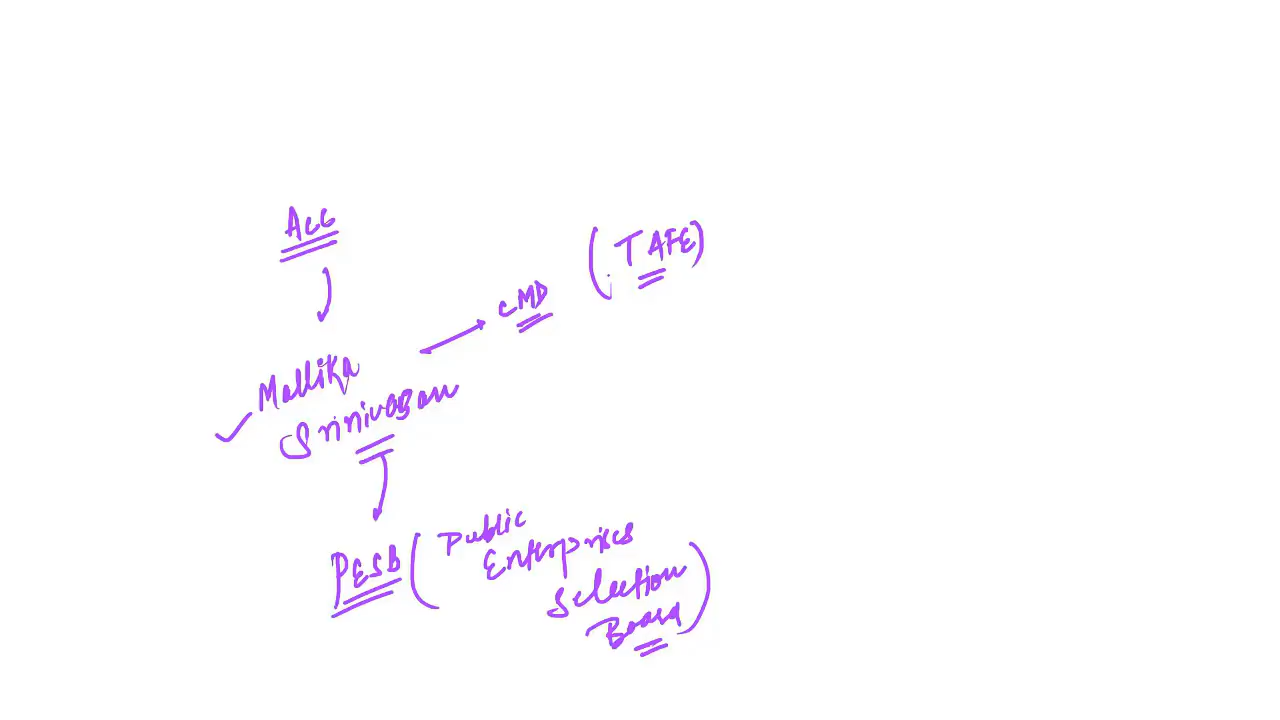 ACC
(TAFE)
CMD
Mallika
Srinivasan
PESB (Public
Enterprises
Selection
Board)